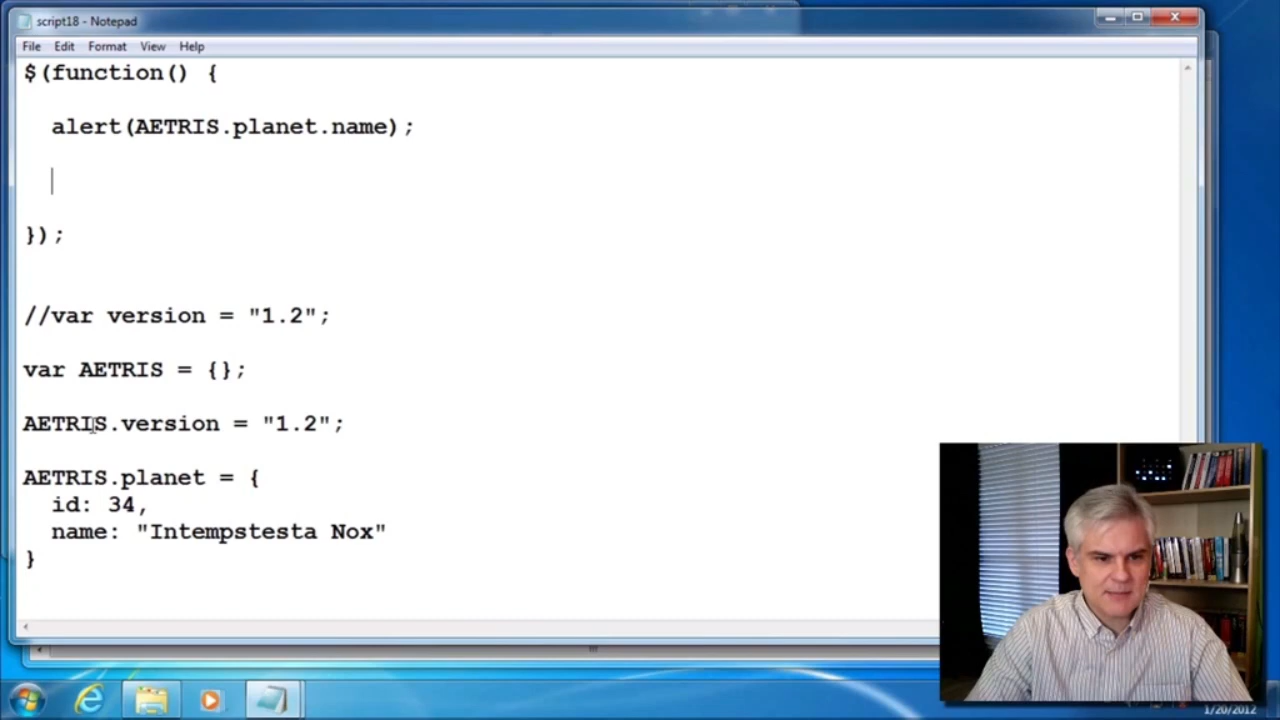 script18 - Notepad
File Edit Format View Help
$(function() {
alert(AETRIS.planet.name);
});
//var version = "1.2";
var AETRIS = {};
AETRIS.version = "1.2";
AETRIS.planet = {
id: 34,
name: "Intempstesta Nox"
}
1/20/2012